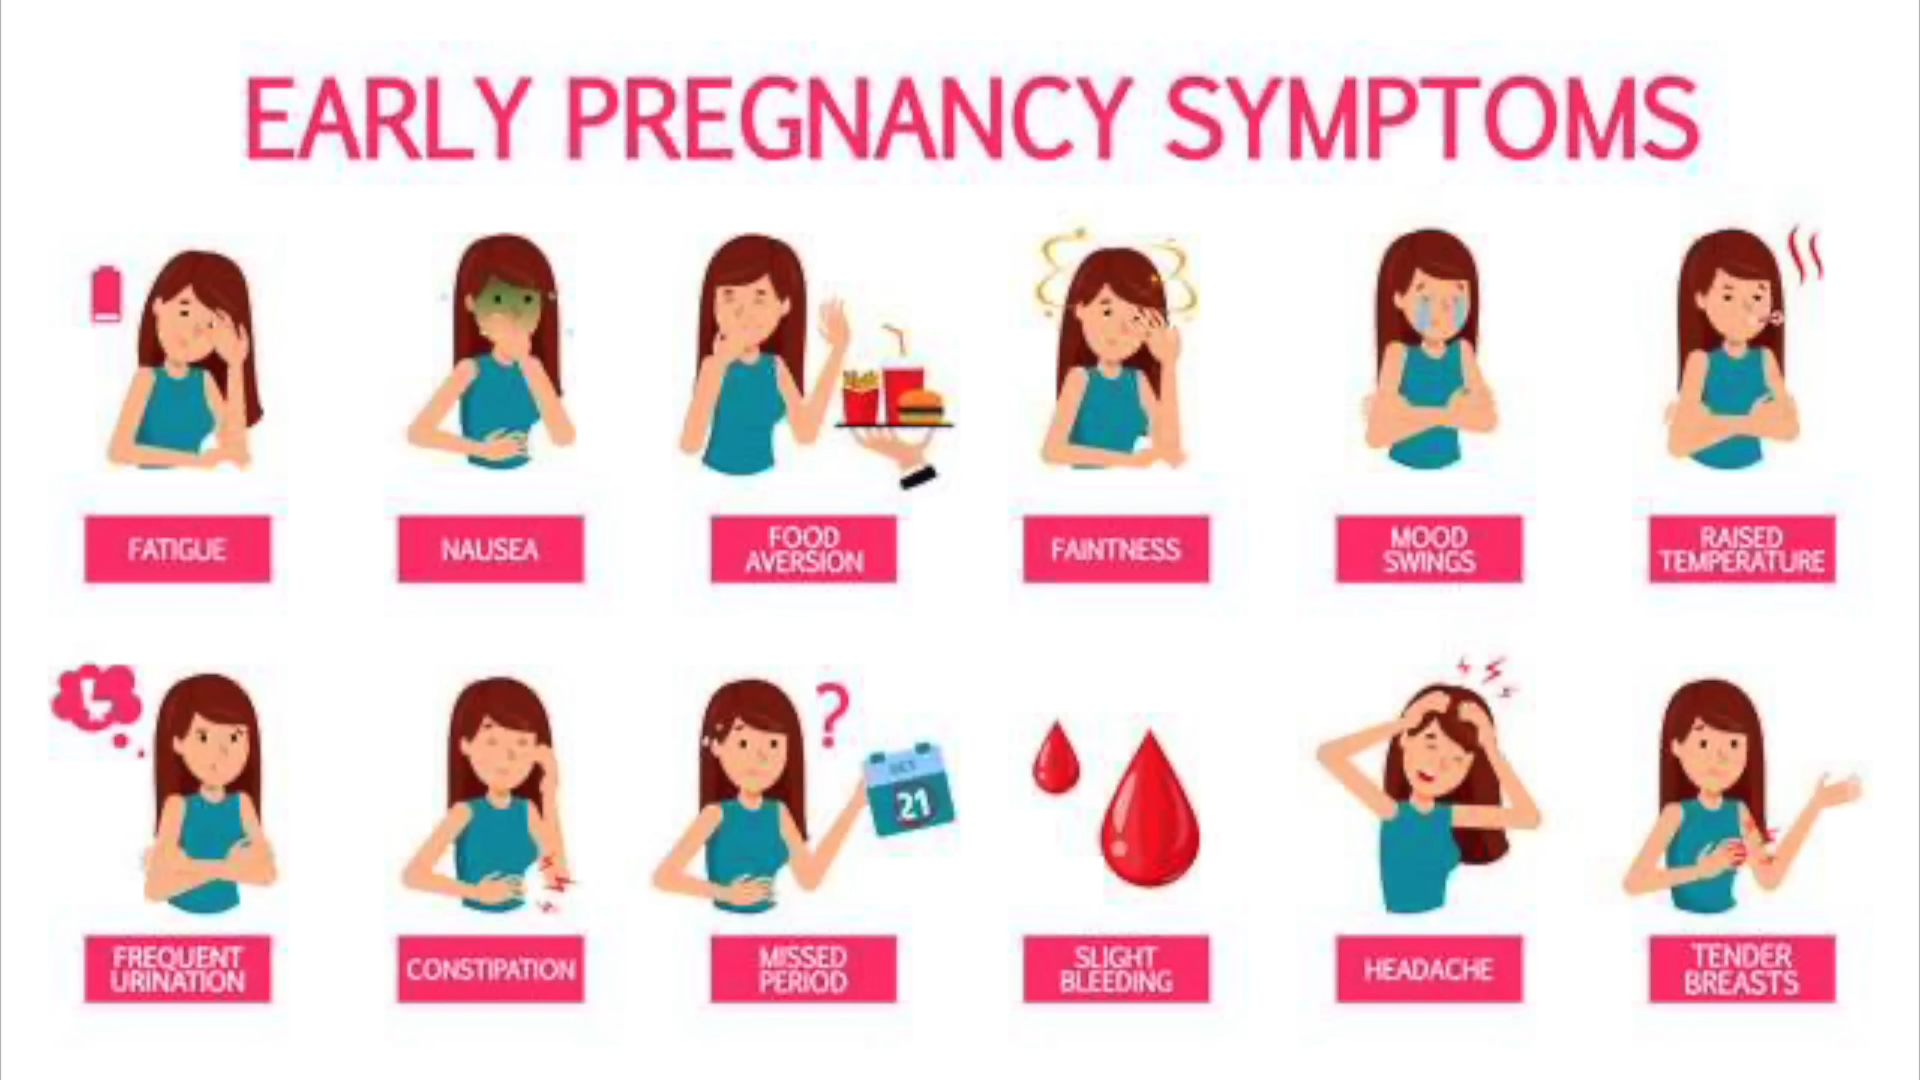 EARLY PREGNANCY SYMPTOMS
FATIGUE
NAUSEA
FOOD
AVERSION
FAINTNESS
MOOD
SWINGS
RAISED
TEMPERATURE
?
OCT
21
FREQUENT
URINATION
CONSTIPATION
MISSED
PERIOD
SLIGHT
BLEEDING
HEADACHE
TENDER
BREASTS